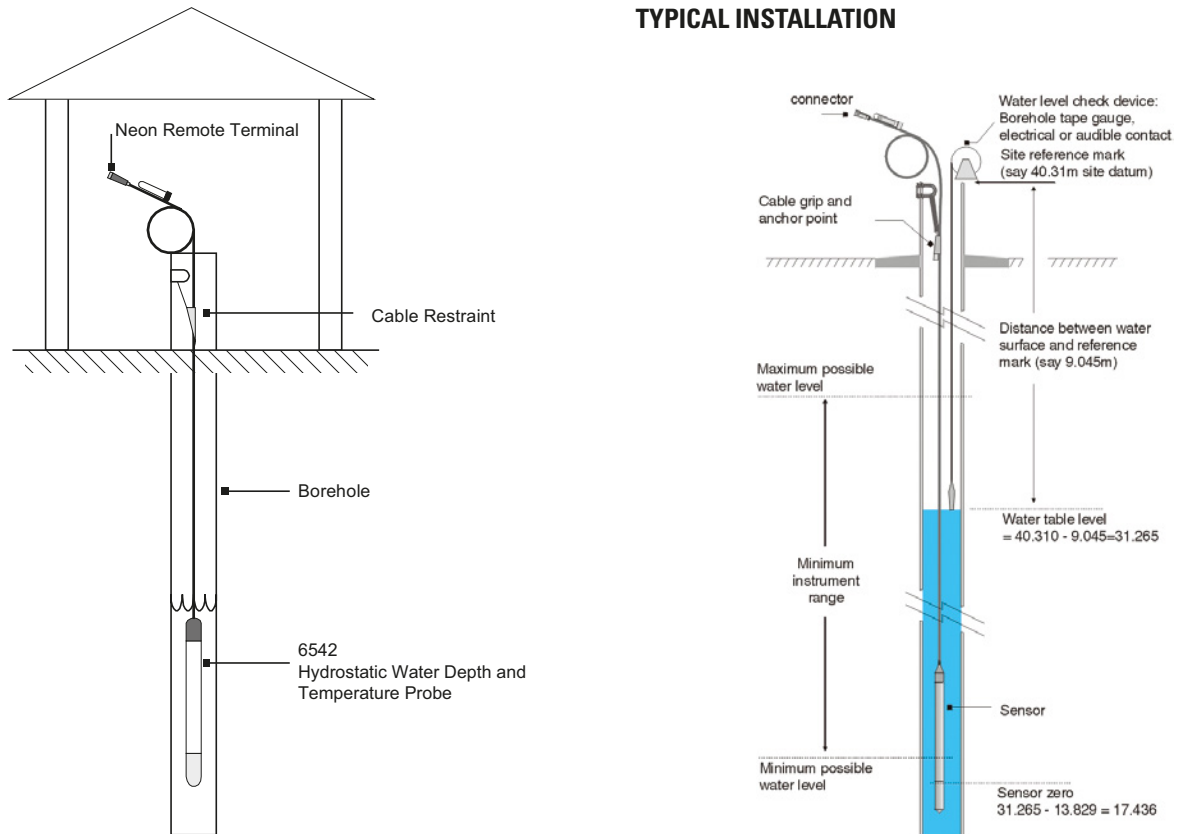 TYPICAL INSTALLATION
Neon Remote Terminal
Cable Restraint
Borehole
6542
Hydrostatic Water Depth and
Temperature Probe
connector
Water level check device:
Borehole tape gauge,
electrical or audible contact
Site reference mark
(say 40.31m site datum)
Cable grip and
anchor point
Distance between water
surface and reference
mark (say 9.045m)
Maximum possible
water level
Water table level
= 40.310 - 9.045=31.265
Minimum
instrument
range
Sensor
Minimum possible
water level
Sensor zero
31.265 - 13.829 = 17.436